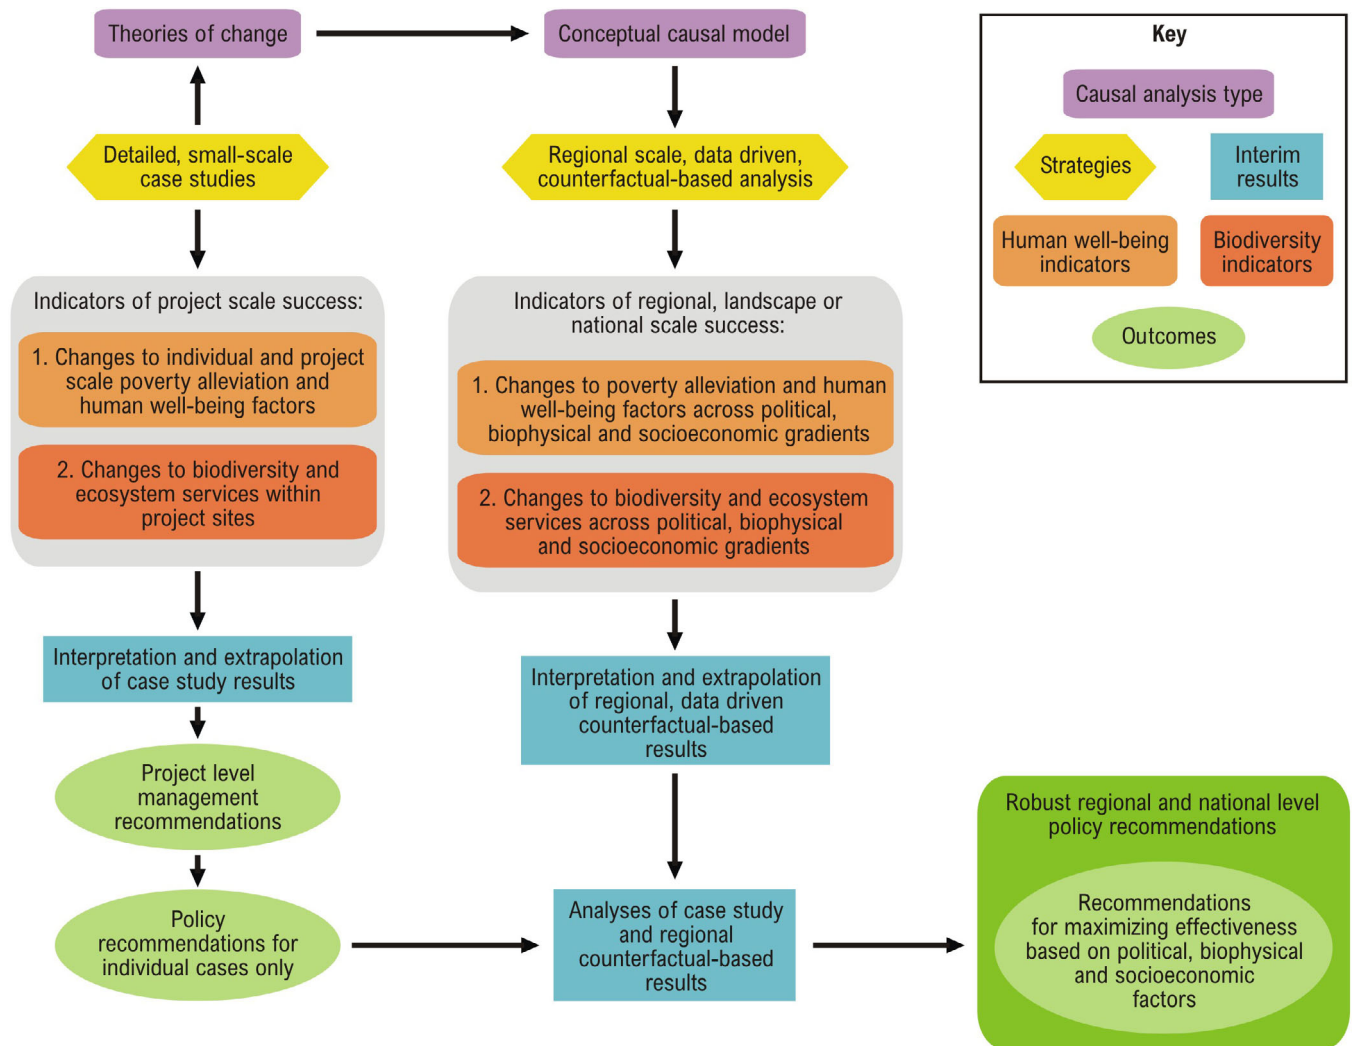 Theories of change
Conceptual causal model
Detailed, small-scale
case studies
Regional scale, data driven,
counterfactual-based analysis
Indicators of project scale success:
1. Changes to individual and project
scale poverty alleviation and
human well-being factors
2. Changes to biodiversity and
ecosystem services within
project sites
Indicators of regional, landscape or
national scale success:
1. Changes to poverty alleviation and human
well-being factors across political,
biophysical and socioeconomic gradients
2. Changes to biodiversity and ecosystem
services across political, biophysical
and socioeconomic gradients
Interpretation and extrapolation
of case study results
Interpretation and extrapolation
of regional, data driven
counterfactual-based
results
Project level
management
recommendations
Policy
recommendations for
individual cases only
Analyses of case study
and regional
counterfactual-based
results
Robust regional and national level
policy recommendations
Recommendations
for maximizing effectiveness
based on political, biophysical
and socioeconomic
factors
Key
Causal analysis type
Strategies
Interim
results
Human well-being
indicators
Biodiversity
indicators
Outcomes